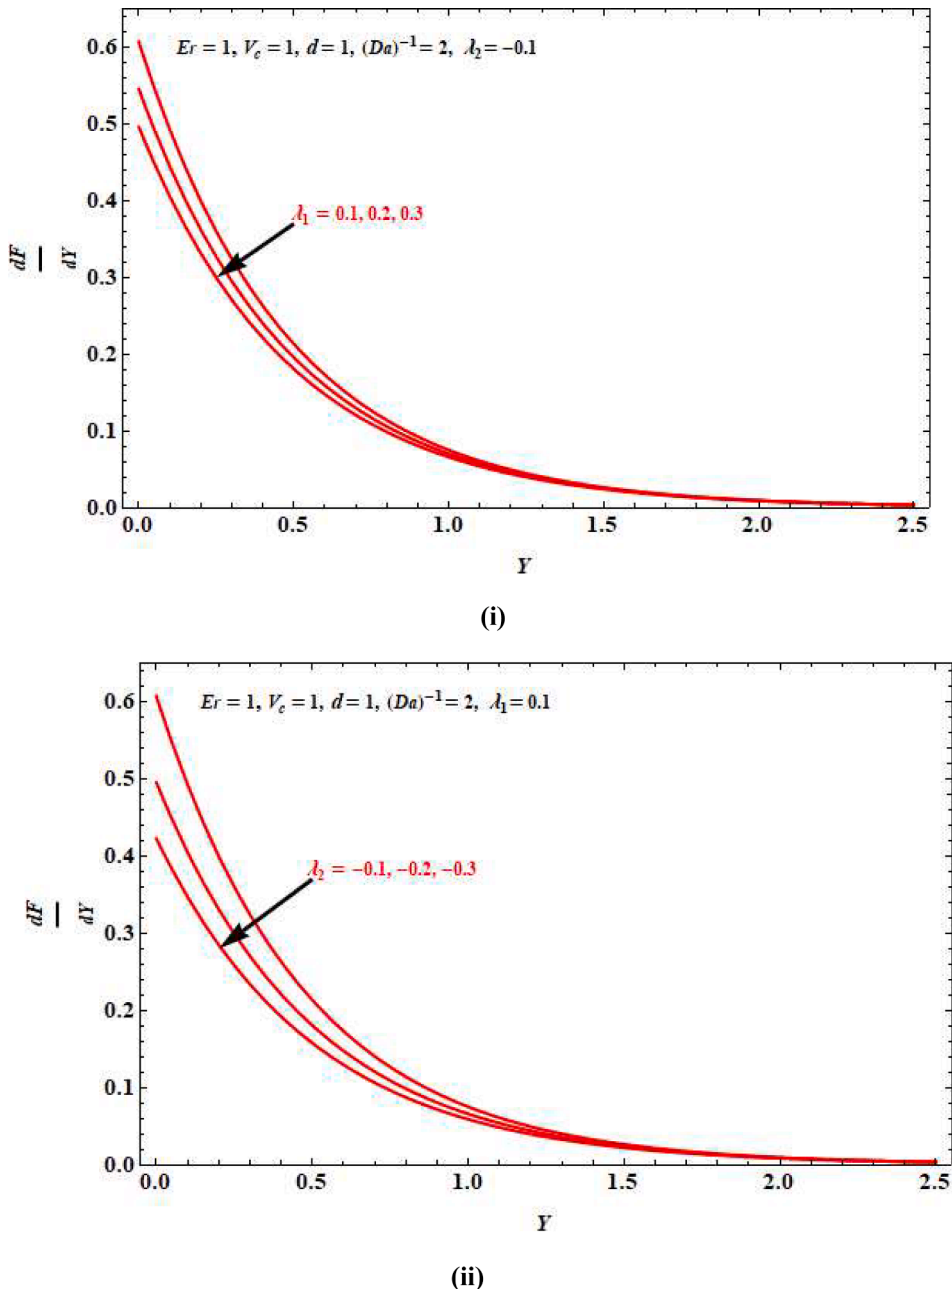 Er = 1, V_c = 1, d = 1, (Da)^{-1} = 2, λ_2 = −0.1
0.6
0.5
λ_1 = 0.1, 0.2, 0.3
0.4
dF
dY
0.3
0.2
0.1
0.0
0.0 0.5 1.0 1.5 2.0 2.5
Y
(i)
Er = 1, V_c = 1, d = 1, (Da)^{-1} = 2, λ_1 = 0.1
0.6
0.5
λ_2 = −0.1, −0.2, −0.3
0.4
dF
dY
0.3
0.2
0.1
0.0
0.0 0.5 1.0 1.5 2.0 2.5
Y
(ii)